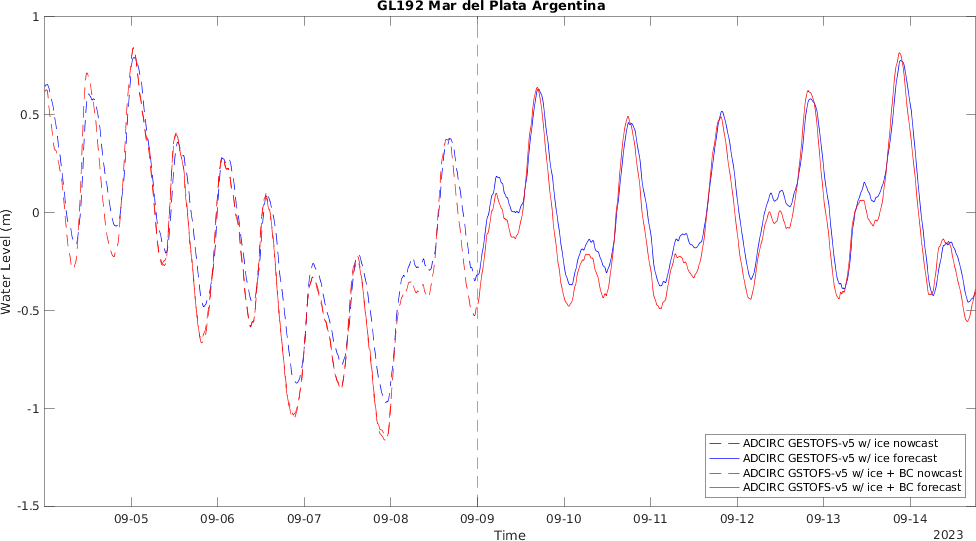 GL192 Mar del Plata Argentina
1
0.5
0
-0.5
-1
-1.5
Water Level (m)
ADCIRC GESTOFS-v5 w/ ice nowcast
ADCIRC GESTOFS-v5 w/ ice forecast
ADCIRC GSTOFS-v5 w/ ice + BC nowcast
ADCIRC GSTOFS-v5 w/ ice + BC forecast
09-05 09-06 09-07 09-08 09-09 09-10 09-11 09-12 09-13 09-14
Time
2023